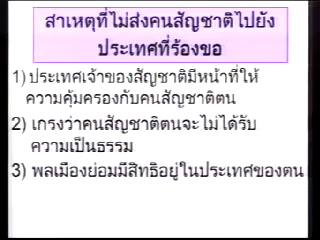 สาเหตุที่ไม่ส่งคนสัญชาติไปยัง
ประเทศที่ร้องขอ
1) ประเทศเจ้าของสัญชาติมีหน้าที่ให้
ความคุ้มครองกับคนสัญชาติตน
2) เกรงว่าคนสัญชาติตนจะไม่ได้รับ
ความเป็นธรรม
3) พลเมืองย่อมมีสิทธิอยู่ในประเทศของตน